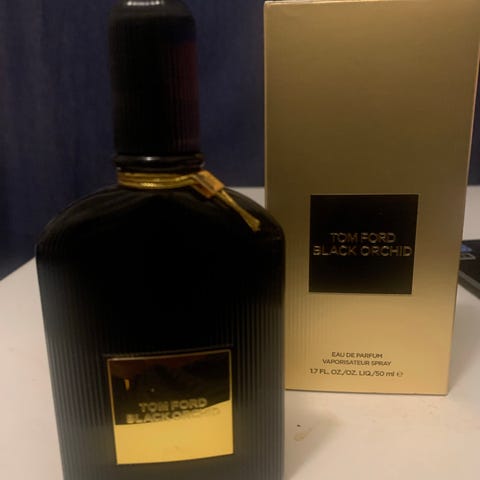 TOM FORD
BLACK ORCHID
EAU DE PARFUM
VAPORISATEUR SPRAY
1.7 FL. OZ./OZ. LIQ/50 ml ℮
TOM FORD
BLACK ORCHID